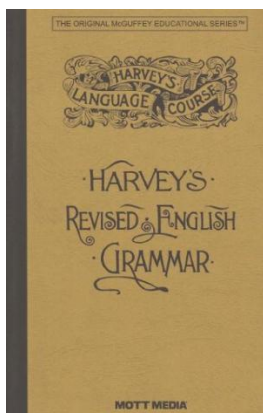 THE ORIGINAL McGUFFEY EDUCATIONAL SERIES™
HARVEY'S
LANGUAGE COURSE
·HARVEY'S
REVISED ENGLISH
·GRAMMAR·
MOTT MEDIA